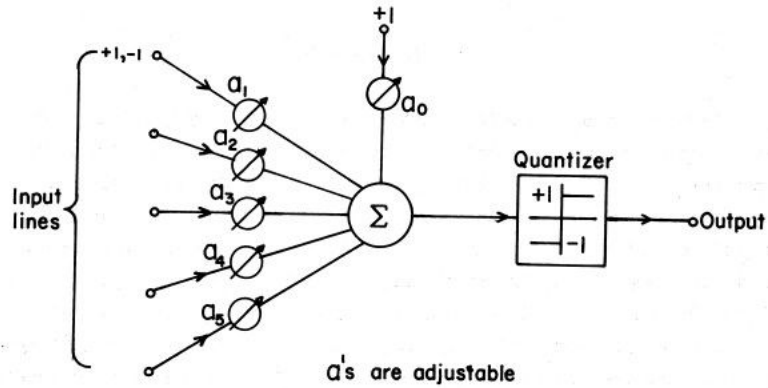 +1
+1,-1
a₁
a₀
a₂
Quantizer
a₃
+1
Input
lines
Σ
Output
-1
a₄
a₅
a's are adjustable